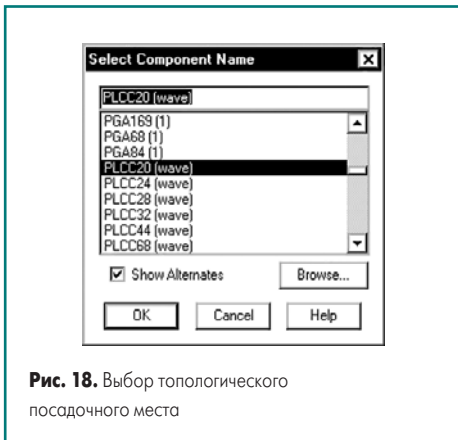 Select Component Name
PLCC20 (wave)
PGA169 (1)
PGA68 (1)
PGA84 (1)
PLCC20 (wave)
PLCC24 (wave)
PLCC28 (wave)
PLCC32 (wave)
PLCC44 (wave)
PLCC68 (wave)
Show Alternates
Browse...
OK Cancel Help
Рис. 18. Выбор топологического
посадочного места